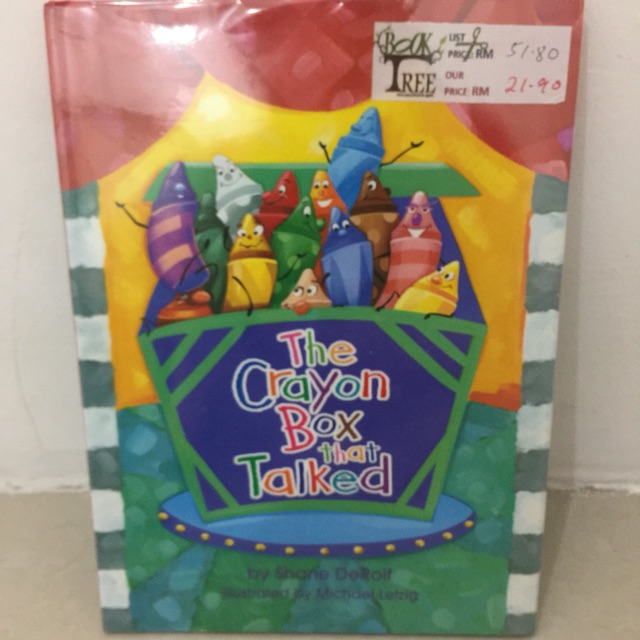 BOOK
TREE
LIST
PRICE: RM 51.80
OUR
PRICE: RM 21.90
The
Crayon
Box
that
Talked
by Shane DeRolf
illustrated by Michael Letzig